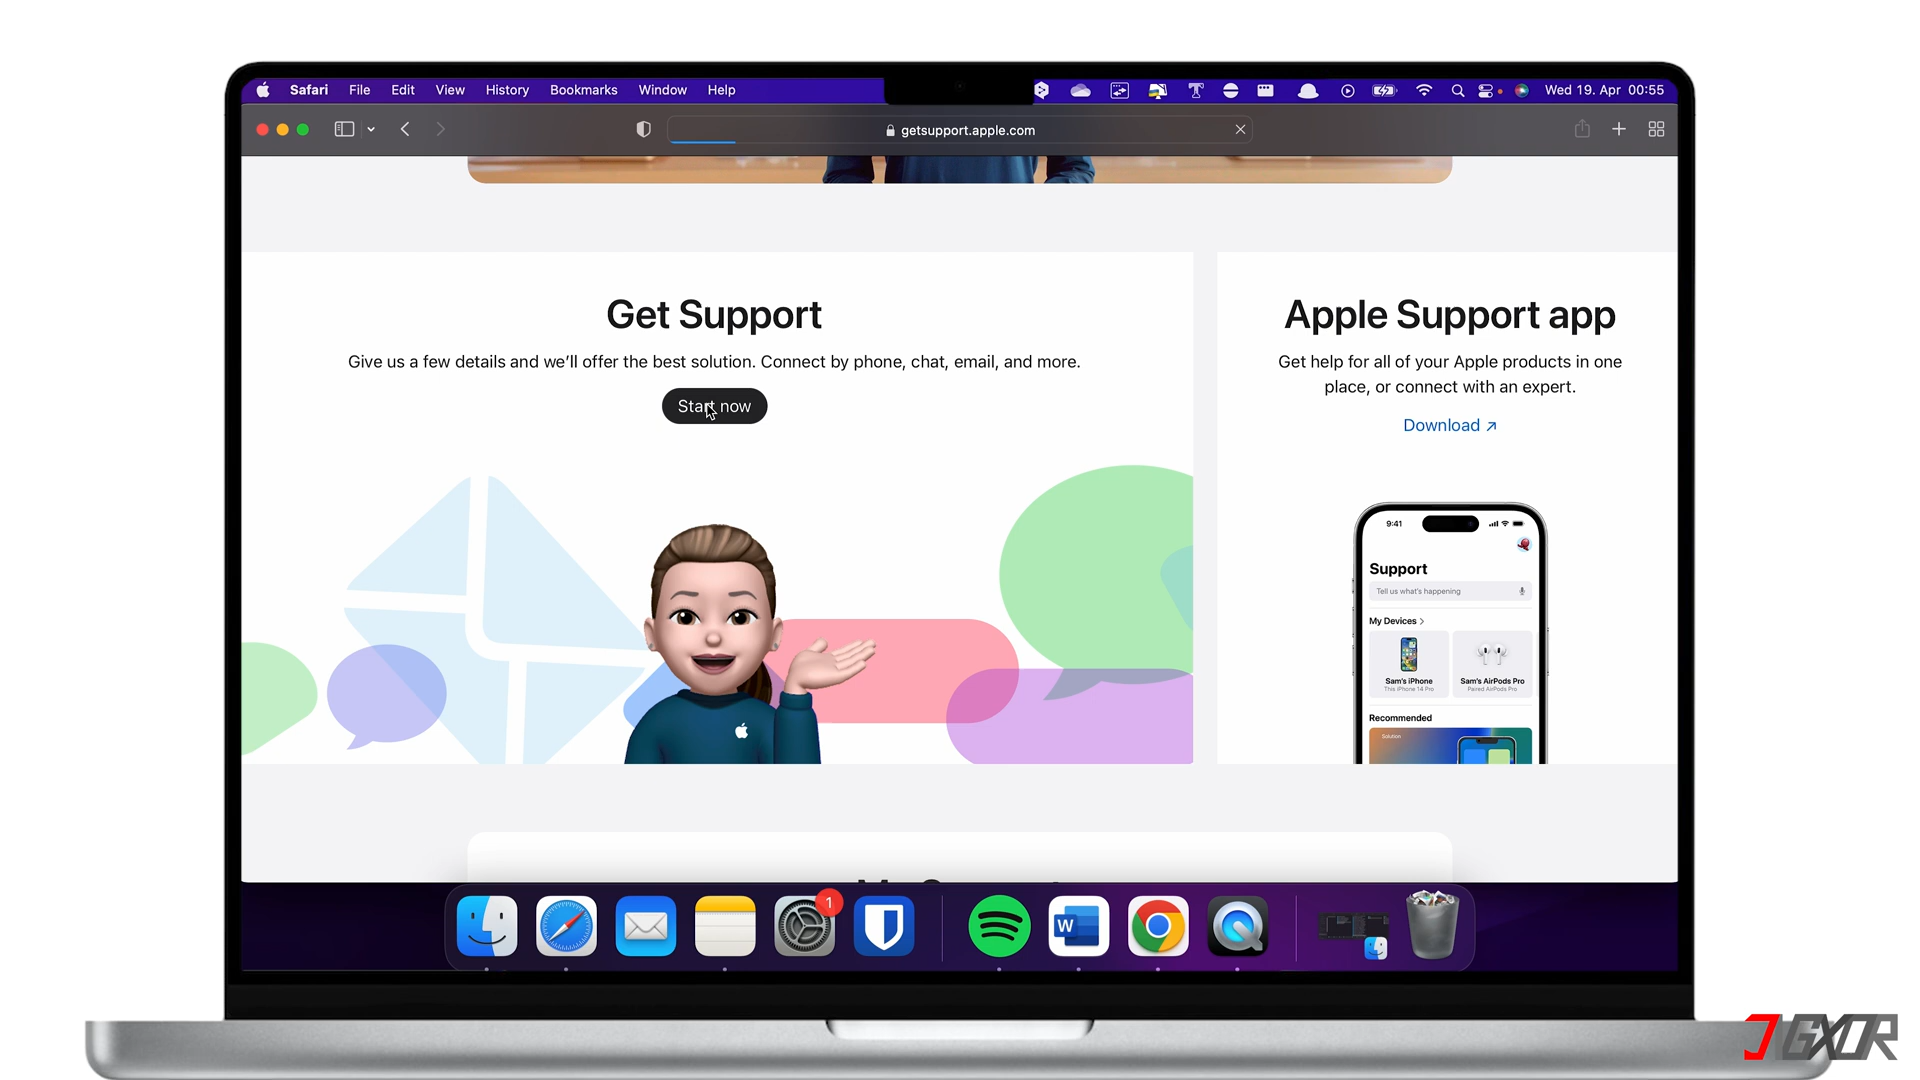 Safari File Edit View History Bookmarks Window Help Wed 19. Apr 00:55
getsupport.apple.com
Get Support
Give us a few details and we'll offer the best solution. Connect by phone, chat, email, and more.
Start now
Apple Support app
Get help for all of your Apple products in one
place, or connect with an expert.
Download ↗
9:41
Support
Tell us what's happening
My Devices >
Sam's iPhone
This iPhone 14 Pro
Sam's AirPods Pro
Paired AirPods Pro
Recommended
Solution
1
W
JGXOR